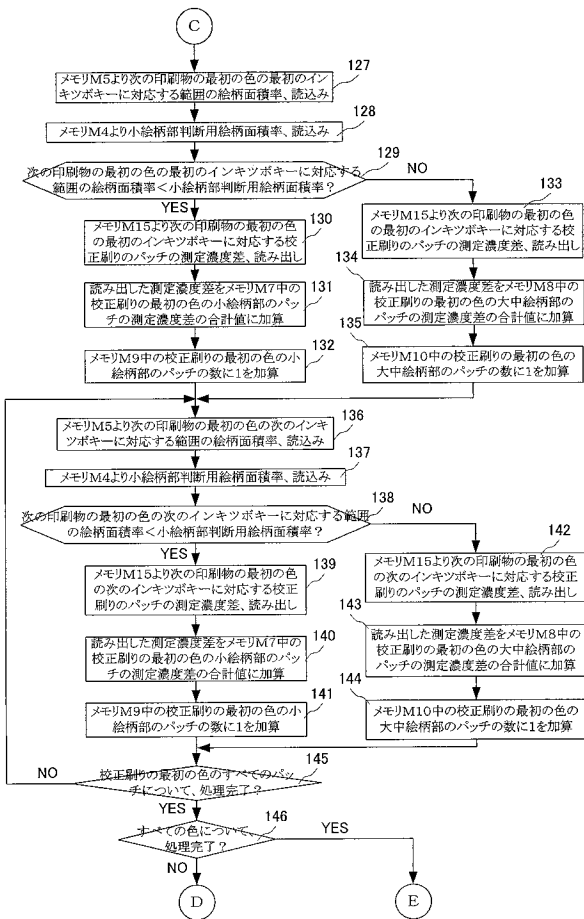 C
メモリM5より次の印刷物の最初の色の最初のイン
キツボキーに対応する範囲の絵柄面積率、読込み
127
メモリM4より小絵柄部判断用絵柄面積率、読込み
128
次の印刷物の最初の色の最初のインキツボキーに対応する
範囲の絵柄面積率<小絵柄部判断用絵柄面積率?
129
NO
YES
メモリM15より次の印刷物の最初の色
の最初のインキツボキーに対応する校
正刷りのパッチの測定濃度差、読み出し
130
読み出した測定濃度差をメモリM7中の
校正刷りの最初の色の小絵柄部のパッ
チの測定濃度差の合計値に加算
131
メモリM9中の校正刷りの最初の色の小
絵柄部のパッチの数に1を加算
132
メモリM15より次の印刷物の最初の色
の最初のインキツボキーに対応する校
正刷りのパッチの測定濃度差、読み出し
133
読み出した測定濃度差をメモリM8中の
校正刷りの最初の色の大中絵柄部の
パッチの測定濃度差の合計値に加算
134
メモリM10中の校正刷りの最初の色の
大中絵柄部のパッチの数に1を加算
135
メモリM5より次の印刷物の最初の色の次のインキ
ツボキーに対応する範囲の絵柄面積率、読込み
136
メモリM4より小絵柄部判断用絵柄面積率、読込み
137
次の印刷物の最初の色の次のインキツボキーに対応する範囲
の絵柄面積率<小絵柄部判断用絵柄面積率?
138
NO
YES
メモリM15より次の印刷物の最初の色
の次のインキツボキーに対応する校正
刷りのパッチの測定濃度差、読み出し
139
読み出した測定濃度差をメモリM7中の
校正刷りの最初の色の小絵柄部のパッ
チの測定濃度差の合計値に加算
140
メモリM9中の校正刷りの最初の色の小
絵柄部のパッチの数に1を加算
141
メモリM15より次の印刷物の最初の色
の次のインキツボキーに対応する校正
刷りのパッチの測定濃度差、読み出し
142
読み出した測定濃度差をメモリM8中の
校正刷りの最初の色の大中絵柄部の
パッチの測定濃度差の合計値に加算
143
メモリM10中の校正刷りの最初の色の
大中絵柄部のパッチの数に1を加算
144
校正刷りの最初の色のすべてのパッ
チについて、処理完了?
145
NO
YES
すべての色について、
処理完了?
146
YES
NO
D
E